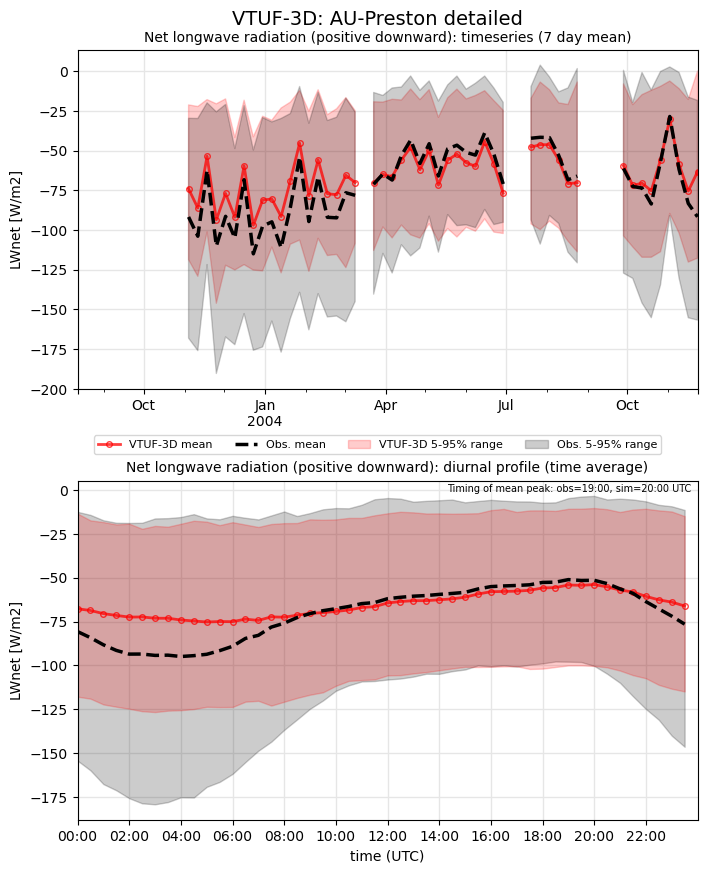 VTUF-3D: AU-Preston detailed
Net longwave radiation (positive downward): timeseries (7 day mean)
LWnet [W/m2]
0
−25
−50
−75
−100
−125
−150
−175
−200
Oct Jan Apr Jul Oct
2004
VTUF-3D mean Obs. mean VTUF-3D 5-95% range Obs. 5-95% range
Net longwave radiation (positive downward): diurnal profile (time average)
Timing of mean peak: obs=19:00, sim=20:00 UTC
LWnet [W/m2]
0
−25
−50
−75
−100
−125
−150
−175
00:00 02:00 04:00 06:00 08:00 10:00 12:00 14:00 16:00 18:00 20:00 22:00
time (UTC)